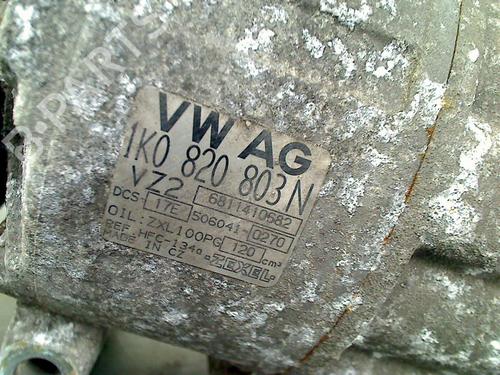 VW AG
1K0 820 803 N
VZ2 6811410682
DCS-17E 506041-0270
OIL: ZXL100PG 120 cm³
REF. HFC-134a ZEXEL
MADE IN CZ
B-PARTS